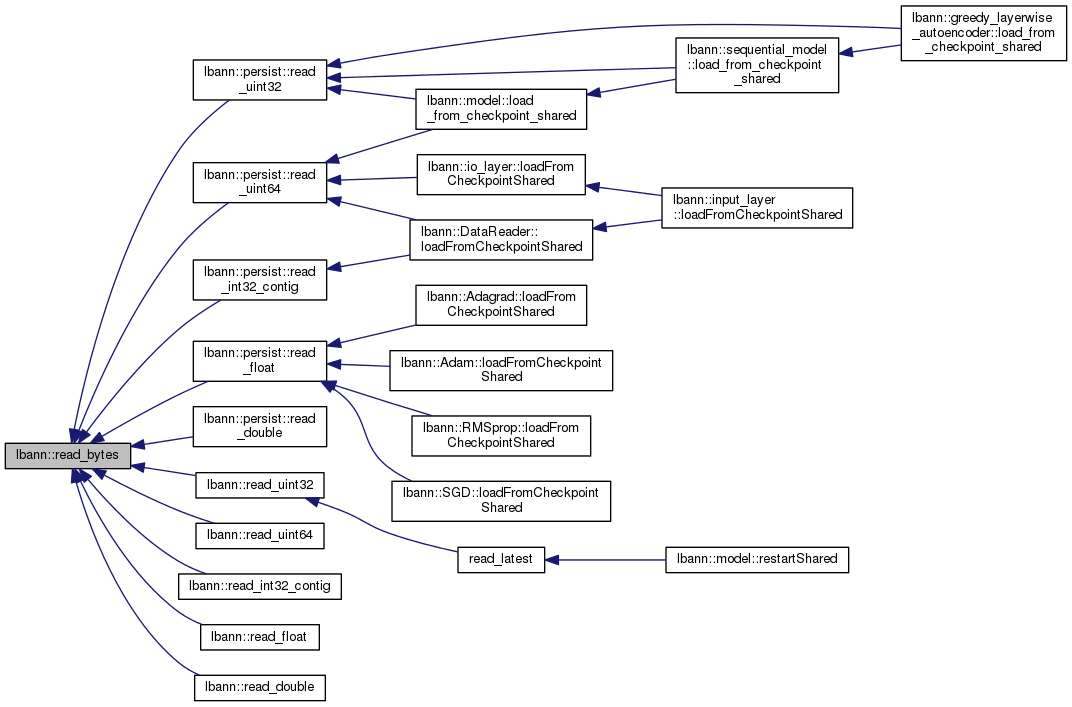 lbann::greedy_layerwise
_autoencoder::load_from
_checkpoint_shared
lbann::sequential_model
::load_from_checkpoint
_shared
lbann::persist::read
_uint32
lbann::model::load
_from_checkpoint_shared
lbann::persist::read
_uint64
lbann::io_layer::loadFrom
CheckpointShared
lbann::input_layer
::loadFromCheckpointShared
lbann::DataReader::
loadFromCheckpointShared
lbann::persist::read
_int32_contig
lbann::Adagrad::loadFrom
CheckpointShared
lbann::persist::read
_float
lbann::Adam::loadFromCheckpoint
Shared
lbann::persist::read
_double
lbann::RMSprop::loadFrom
CheckpointShared
lbann::read_bytes
lbann::read_uint32
lbann::SGD::loadFromCheckpoint
Shared
lbann::read_uint64
read_latest
lbann::model::restartShared
lbann::read_int32_contig
lbann::read_float
lbann::read_double